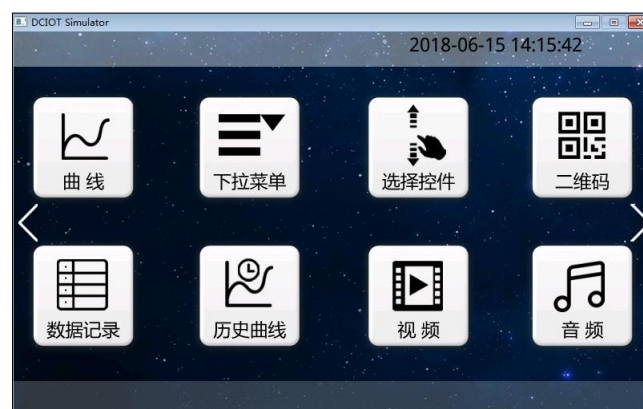 DCIOT Simulator
2018-06-15 14:15:42
曲 线
下拉菜单
选择控件
二维码
数据记录
历史曲线
视 频
音 频